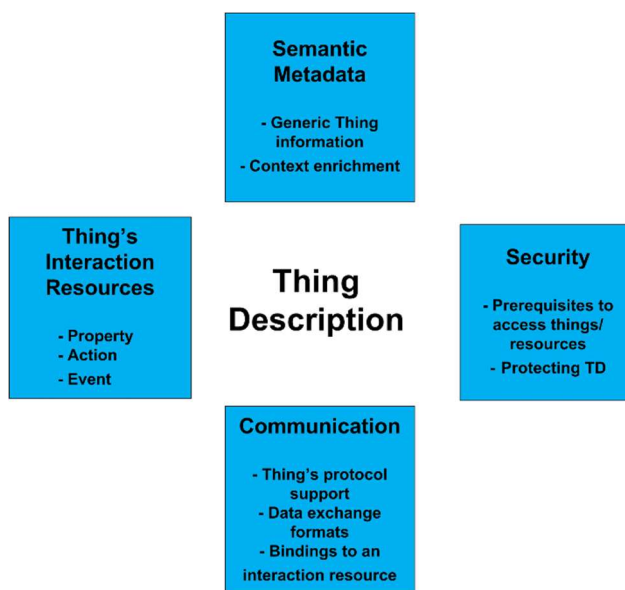 Semantic
Metadata
- Generic Thing
information
- Context enrichment
Thing's
Interaction
Resources
- Property
- Action
- Event
Thing
Description
Security
- Prerequisites to
access things/
resources
- Protecting TD
Communication
- Thing's protocol
support
- Data exchange
formats
- Bindings to an
interaction resource